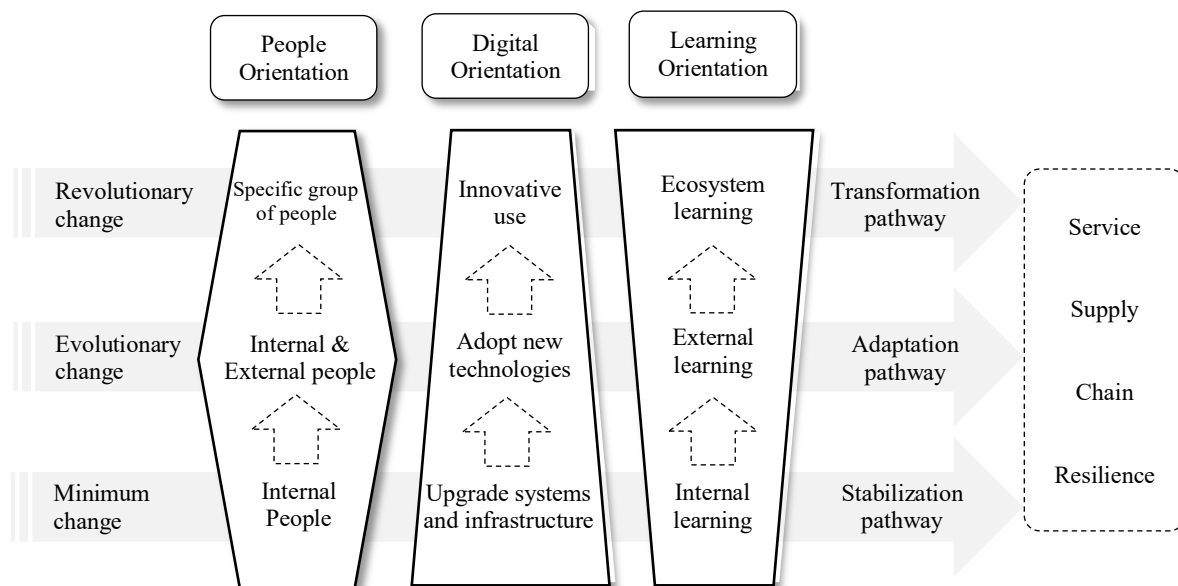 People
Orientation
Digital
Orientation
Learning
Orientation
Revolutionary
change
Specific group
of people
Innovative
use
Ecosystem
learning
Transformation
pathway
Evolutionary
change
Internal &
External people
Adopt new
technologies
External
learning
Adaptation
pathway
Minimum
change
Internal
People
Upgrade systems
and infrastructure
Internal
learning
Stabilization
pathway
Service
Supply
Chain
Resilience